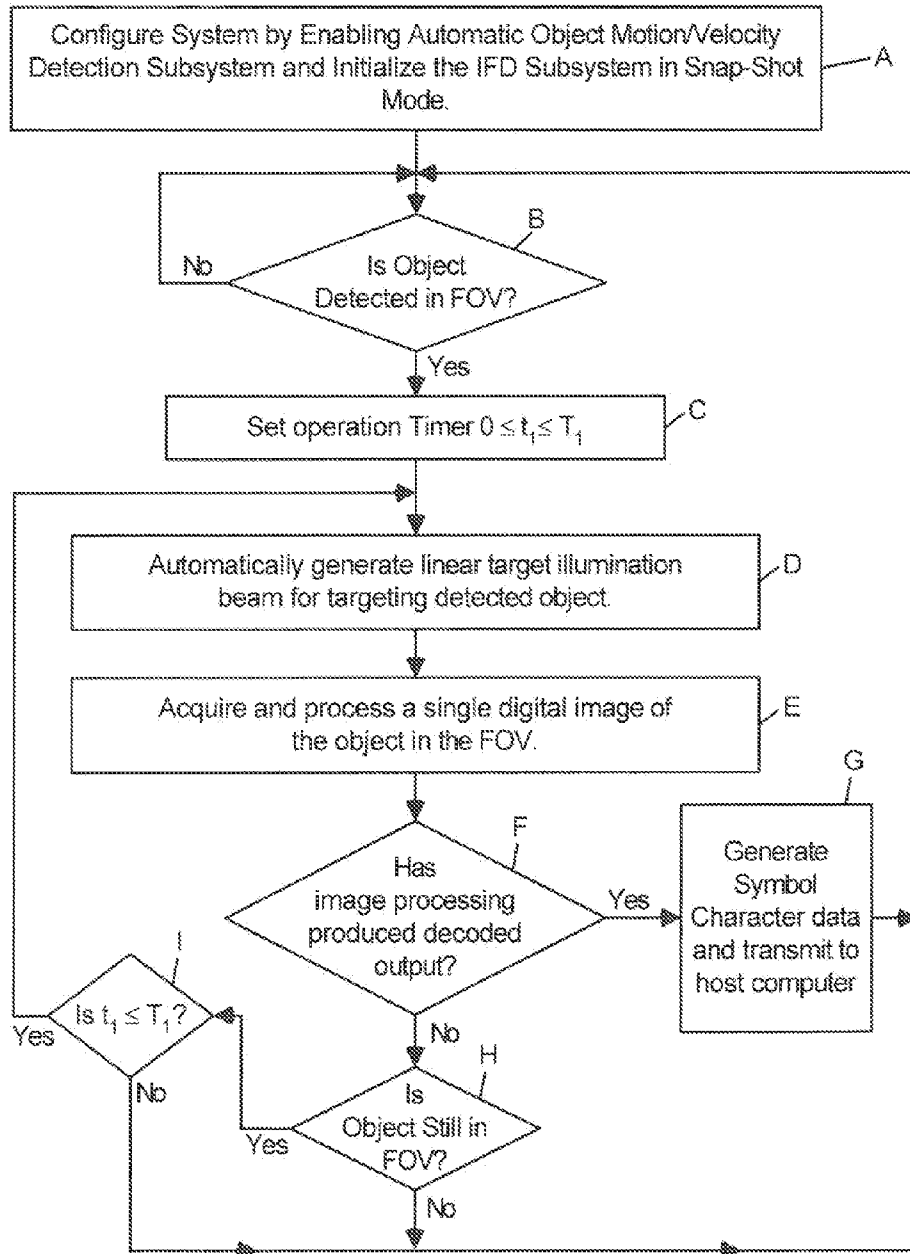 Configure System by Enabling Automatic Object Motion/Velocity
Detection Subsystem and Initialize the IFD Subsystem in Snap-Shot
Mode.
A
B
No
Is Object
Detected in FOV?
Yes
C
Set operation Timer 0 ≤ t₁ ≤ T₁
Automatically generate linear target illumination
beam for targeting detected object.
D
Acquire and process a single digital image of
the object in the FOV.
E
G
F
Has
image processing
produced decoded
output?
Yes
Generate
Symbol
Character data
and transmit to
host computer
I
Is t₁ ≤ T₁?
Yes
No
No
H
Is
Object Still in
FOV?
Yes
No